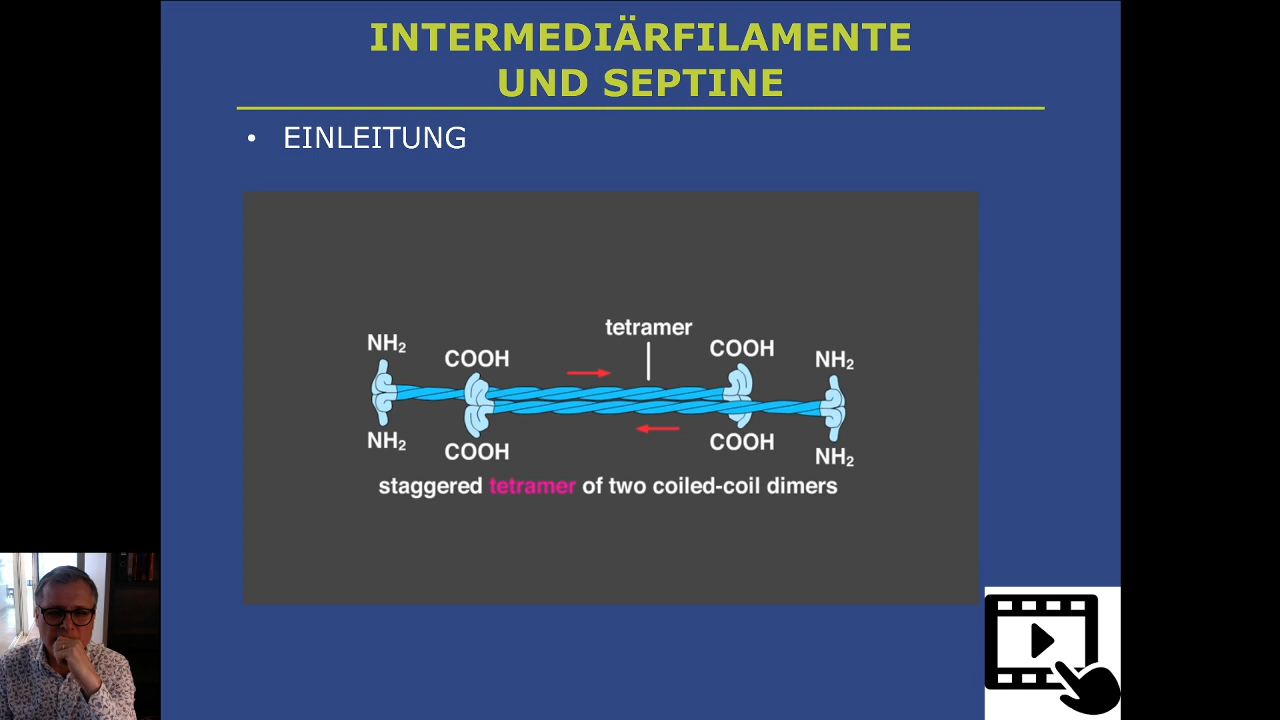 INTERMEDIÄRFILAMENTE
UND SEPTINE
• EINLEITUNG
tetramer
NH₂
COOH
COOH
NH₂
NH₂
COOH
COOH
NH₂
staggered tetramer of two coiled-coil dimers